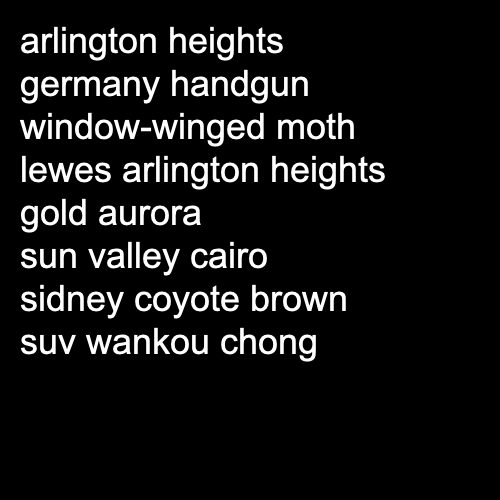 arlington heights
germany handgun
window-winged moth
lewes arlington heights
gold aurora
sun valley cairo
sidney coyote brown
suv wankou chong